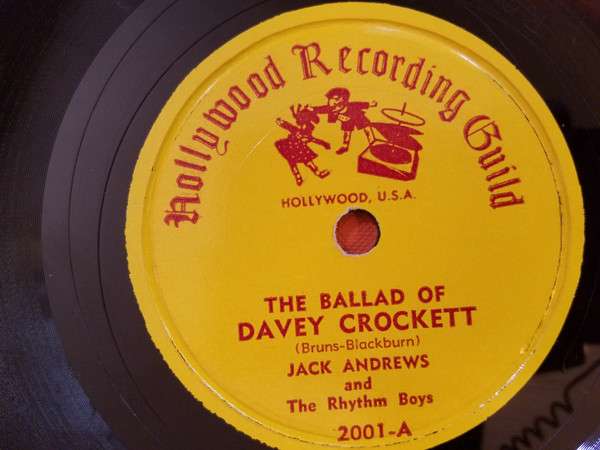 Hollywood Recording Guild
HOLLYWOOD, U.S.A.
THE BALLAD OF
DAVEY CROCKETT
(Bruns-Blackburn)
JACK ANDREWS
and
The Rhythm Boys
2001-A